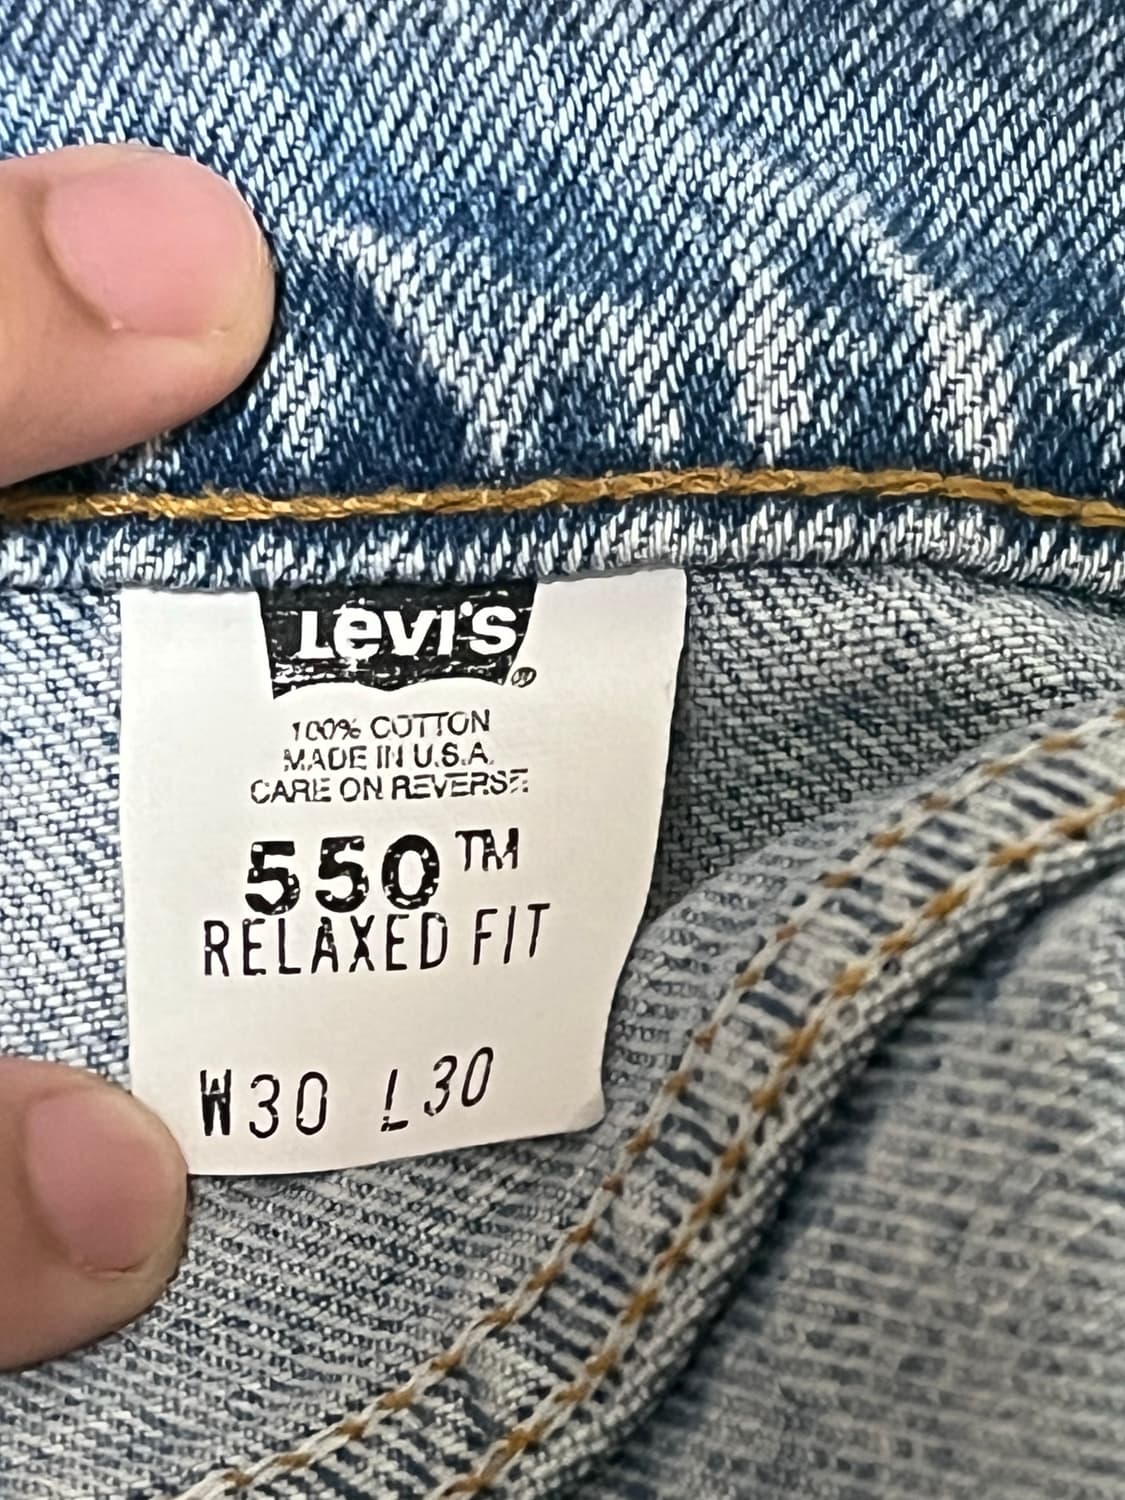 Levi's®
100% COTTON
MADE IN U.S.A.
CARE ON REVERSE
550™
RELAXED FIT
W30 L30